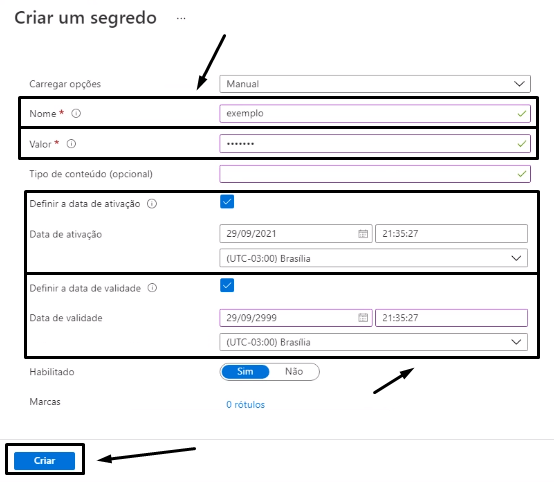 Criar um segredo ...
Carregar opções Manual
Nome * exemplo
Valor * •••••••
Tipo de conteúdo (opcional)
Definir a data de ativação
Data de ativação 29/09/2021 21:35:27
(UTC-03:00) Brasília
Definir a data de validade
Data de validade 29/09/2999 21:35:27
(UTC-03:00) Brasília
Habilitado Sim Não
Marcas 0 rótulos
Criar